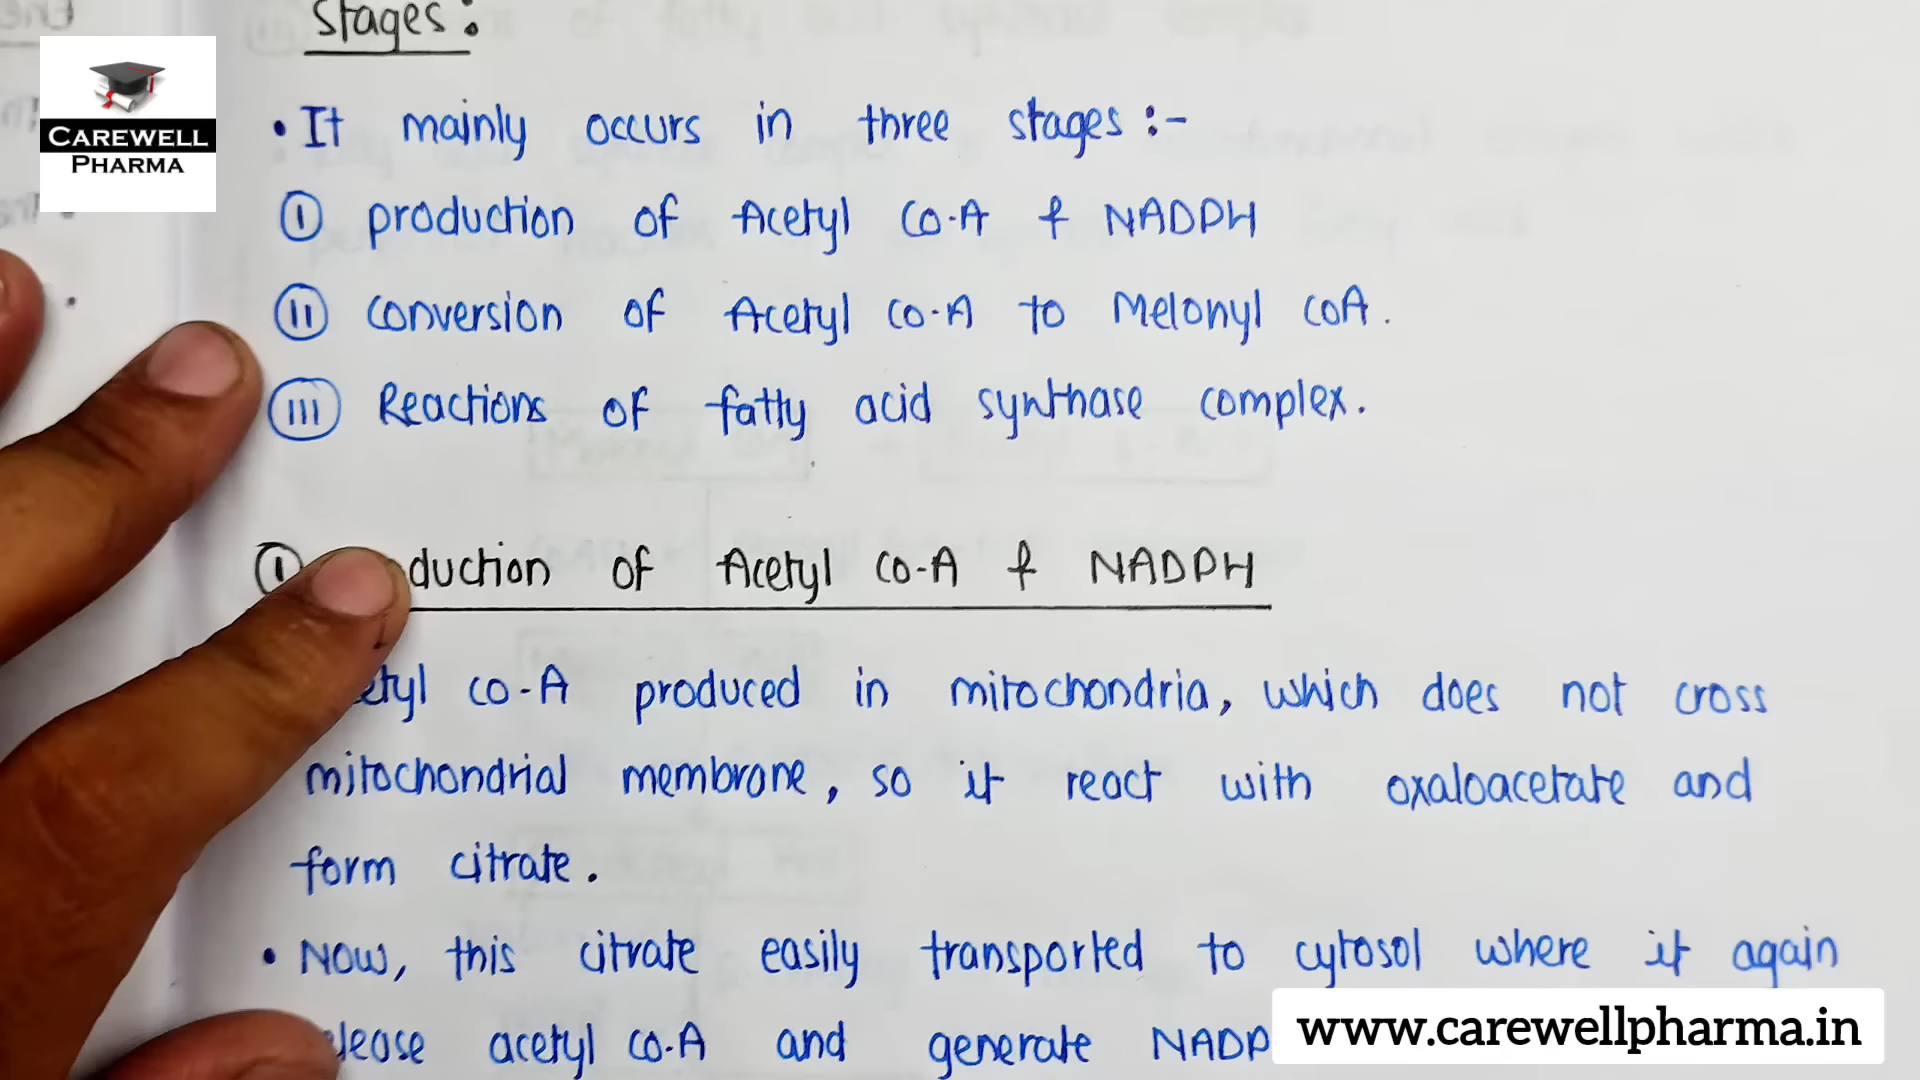 stages:
CAREWELL
PHARMA
• It mainly occurs in three stages :-
① production of Acetyl Co-A & NADPH
② conversion of Acetyl Co-A to Melonyl CoA.
③ Reactions of fatty acid synthase complex.
① duction of Acetyl Co-A & NADPH
etyl co-A produced in mitochondria, which does not cross
mitochondrial membrane, so it react with oxaloacetate and
form citrate.
• Now, this citrate easily transported to cytosol where it again
lease acetyl co-A and generate NADP
www.carewellpharma.in